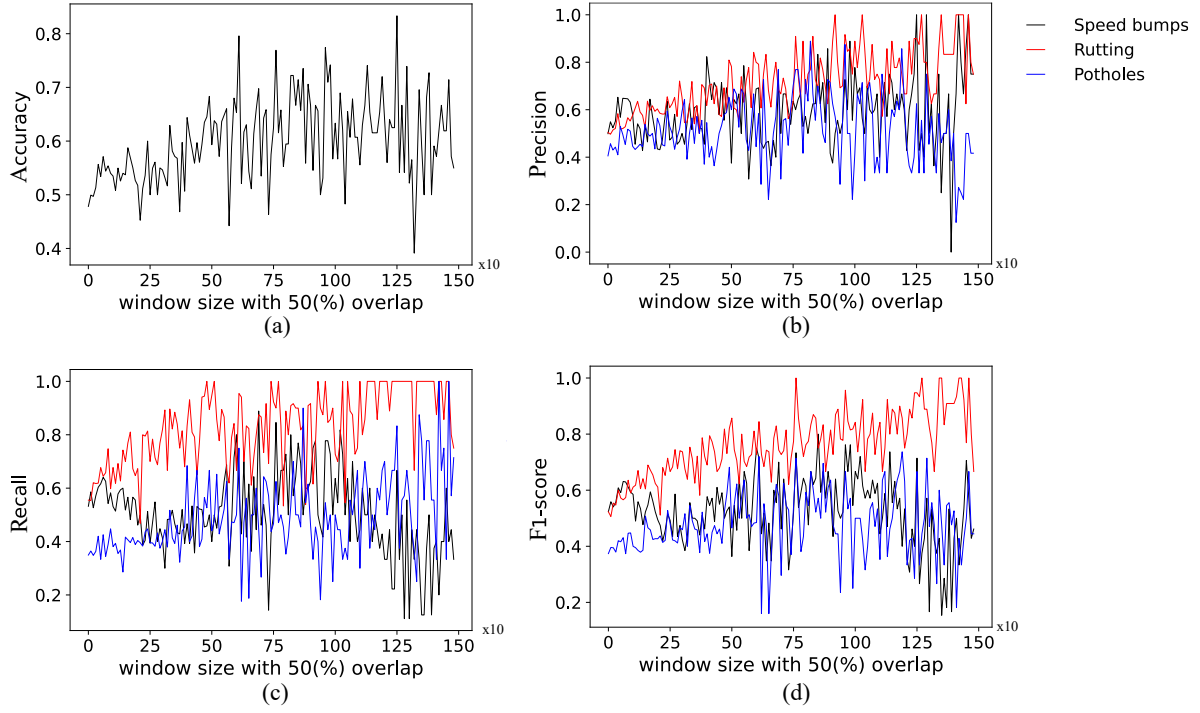 Accuracy
0.8
0.7
0.6
0.5
0.4
0 25 50 75 100 125 150
x10
window size with 50(%) overlap
(a)
Precision
1.0
0.8
0.6
0.4
0.2
0.0
0 25 50 75 100 125 150
x10
window size with 50(%) overlap
(b)
Speed bumps
Rutting
Potholes
Recall
1.0
0.8
0.6
0.4
0.2
0 25 50 75 100 125 150
x10
window size with 50(%) overlap
(c)
F1-score
1.0
0.8
0.6
0.4
0.2
0 25 50 75 100 125 150
x10
window size with 50(%) overlap
(d)